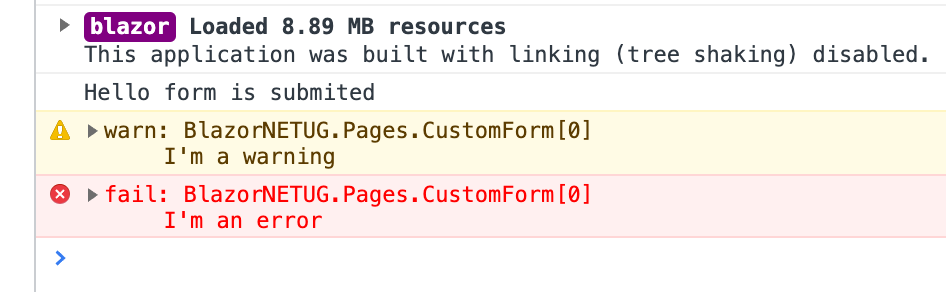 blazor Loaded 8.89 MB resources
This application was built with linking (tree shaking) disabled.
Hello form is submited
warn: BlazorNETUG.Pages.CustomForm[0]
I'm a warning
fail: BlazorNETUG.Pages.CustomForm[0]
I'm an error